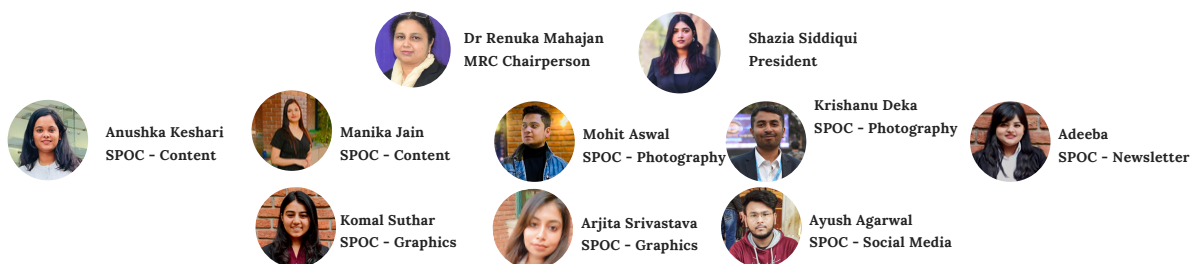 Dr Renuka Mahajan
MRC Chairperson
Shazia Siddiqui
President
Anushka Keshari
SPOC - Content
Manika Jain
SPOC - Content
Mohit Aswal
SPOC - Photography
Krishanu Deka
SPOC - Photography
Adeeba
SPOC - Newsletter
Komal Suthar
SPOC - Graphics
Arjita Srivastava
SPOC - Graphics
Ayush Agarwal
SPOC - Social Media